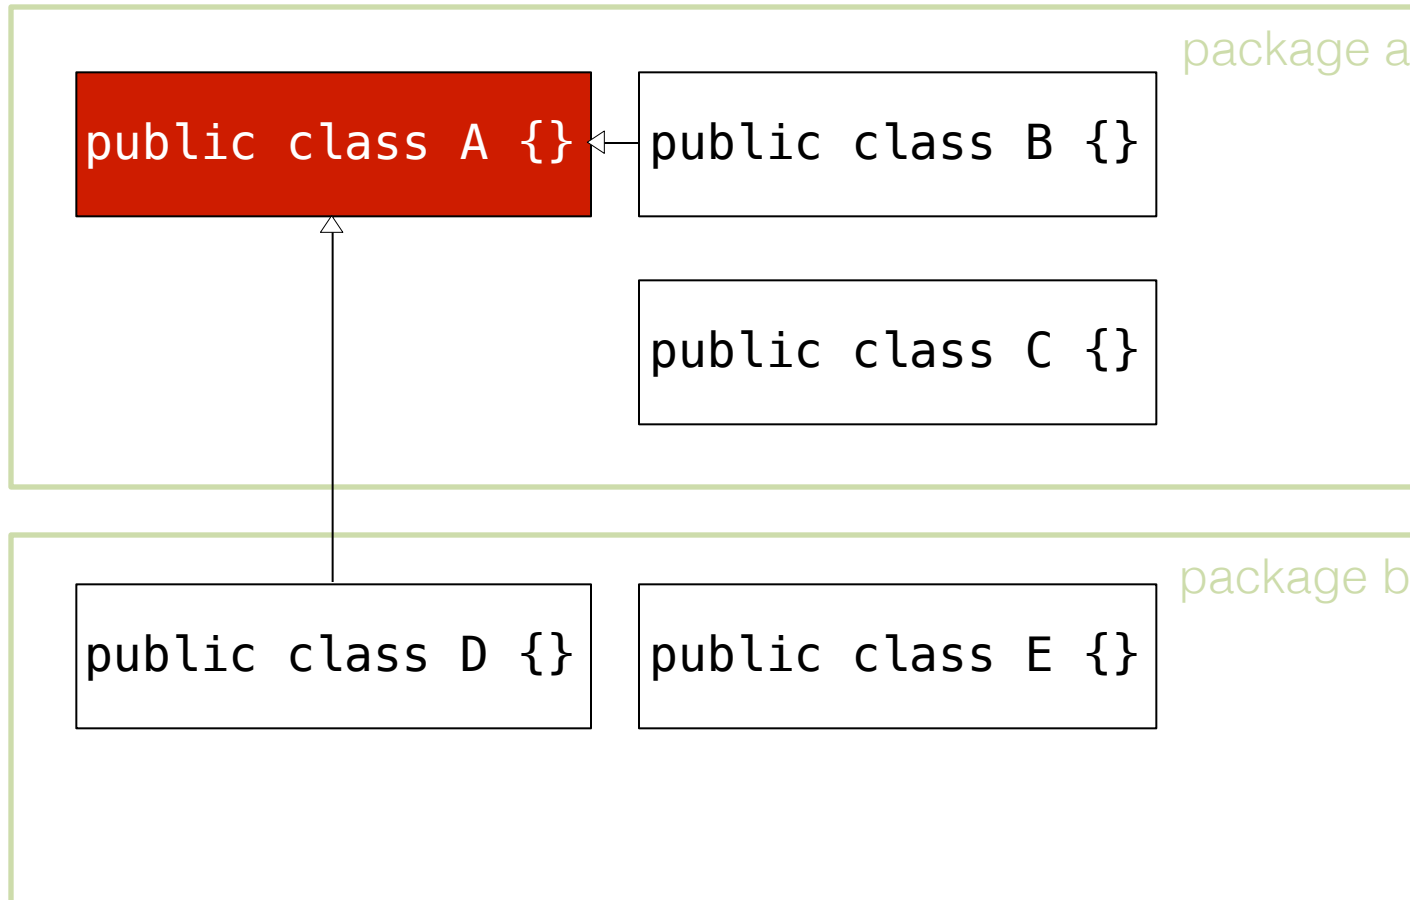 package a
public class A {}
public class B {}
public class C {}
package b
public class D {}
public class E {}